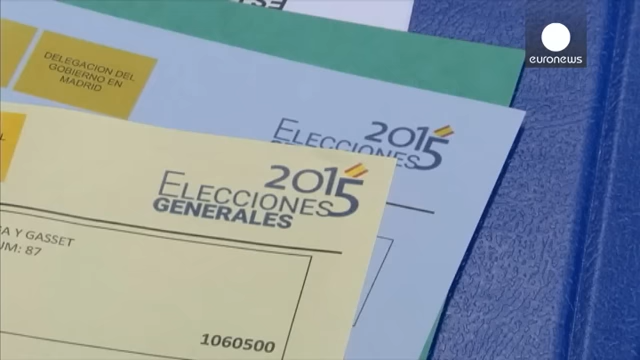 euronews
DELEGACION DEL
GOBIERNO EN
MADRID
2015
ELECCIONES
2015
ELECCIONES
GENERALES
A Y GASSET
UM: 87
1060500